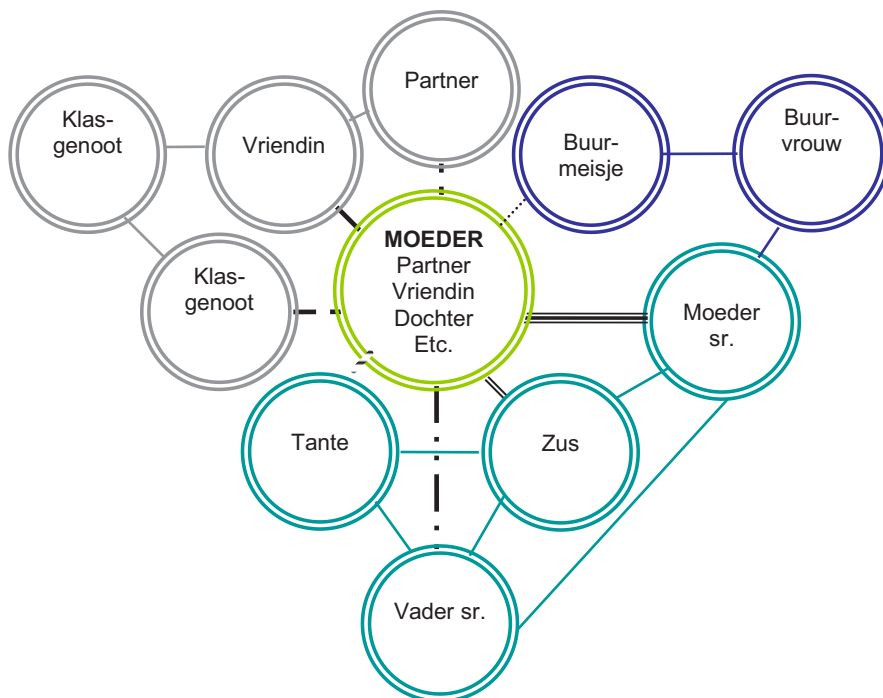 Partner
Klas-
genoot
Vriendin
Buur-
meisje
Buur-
vrouw
MOEDER
Partner
Vriendin
Dochter
Etc.
Klas-
genoot
Moeder
sr.
Tante
Zus
Vader sr.